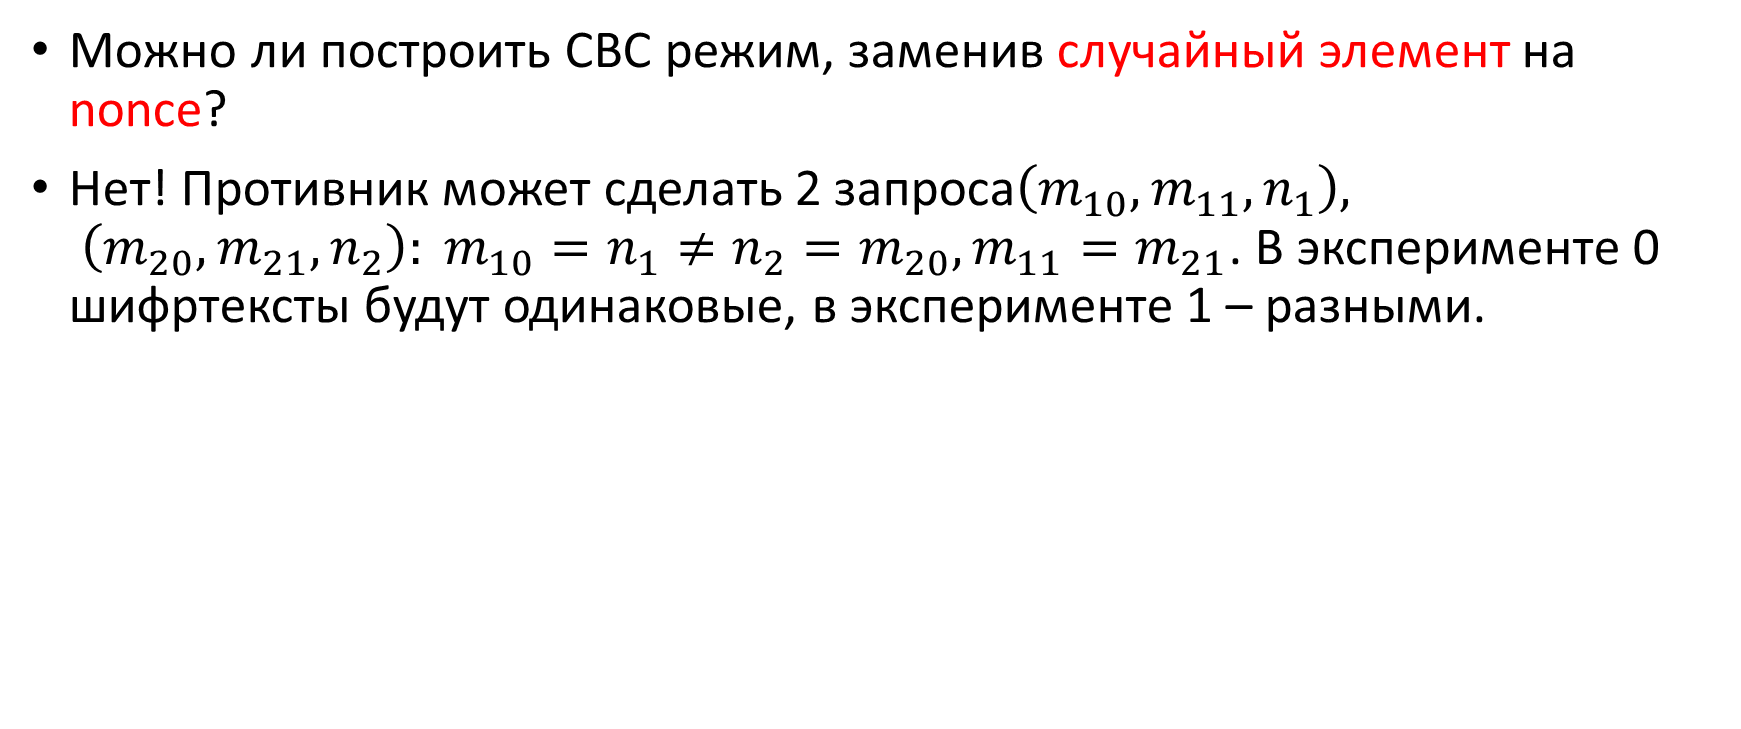 • Можно ли построить CBC режим, заменив случайный элемент на
nonce?
• Нет! Противник может сделать 2 запроса(m₁₀, m₁₁, n₁),
(m₂₀, m₂₁, n₂): m₁₀ = n₁ ≠ n₂ = m₂₀, m₁₁ = m₂₁. В эксперименте 0
шифртексты будут одинаковые, в эксперименте 1 – разными.